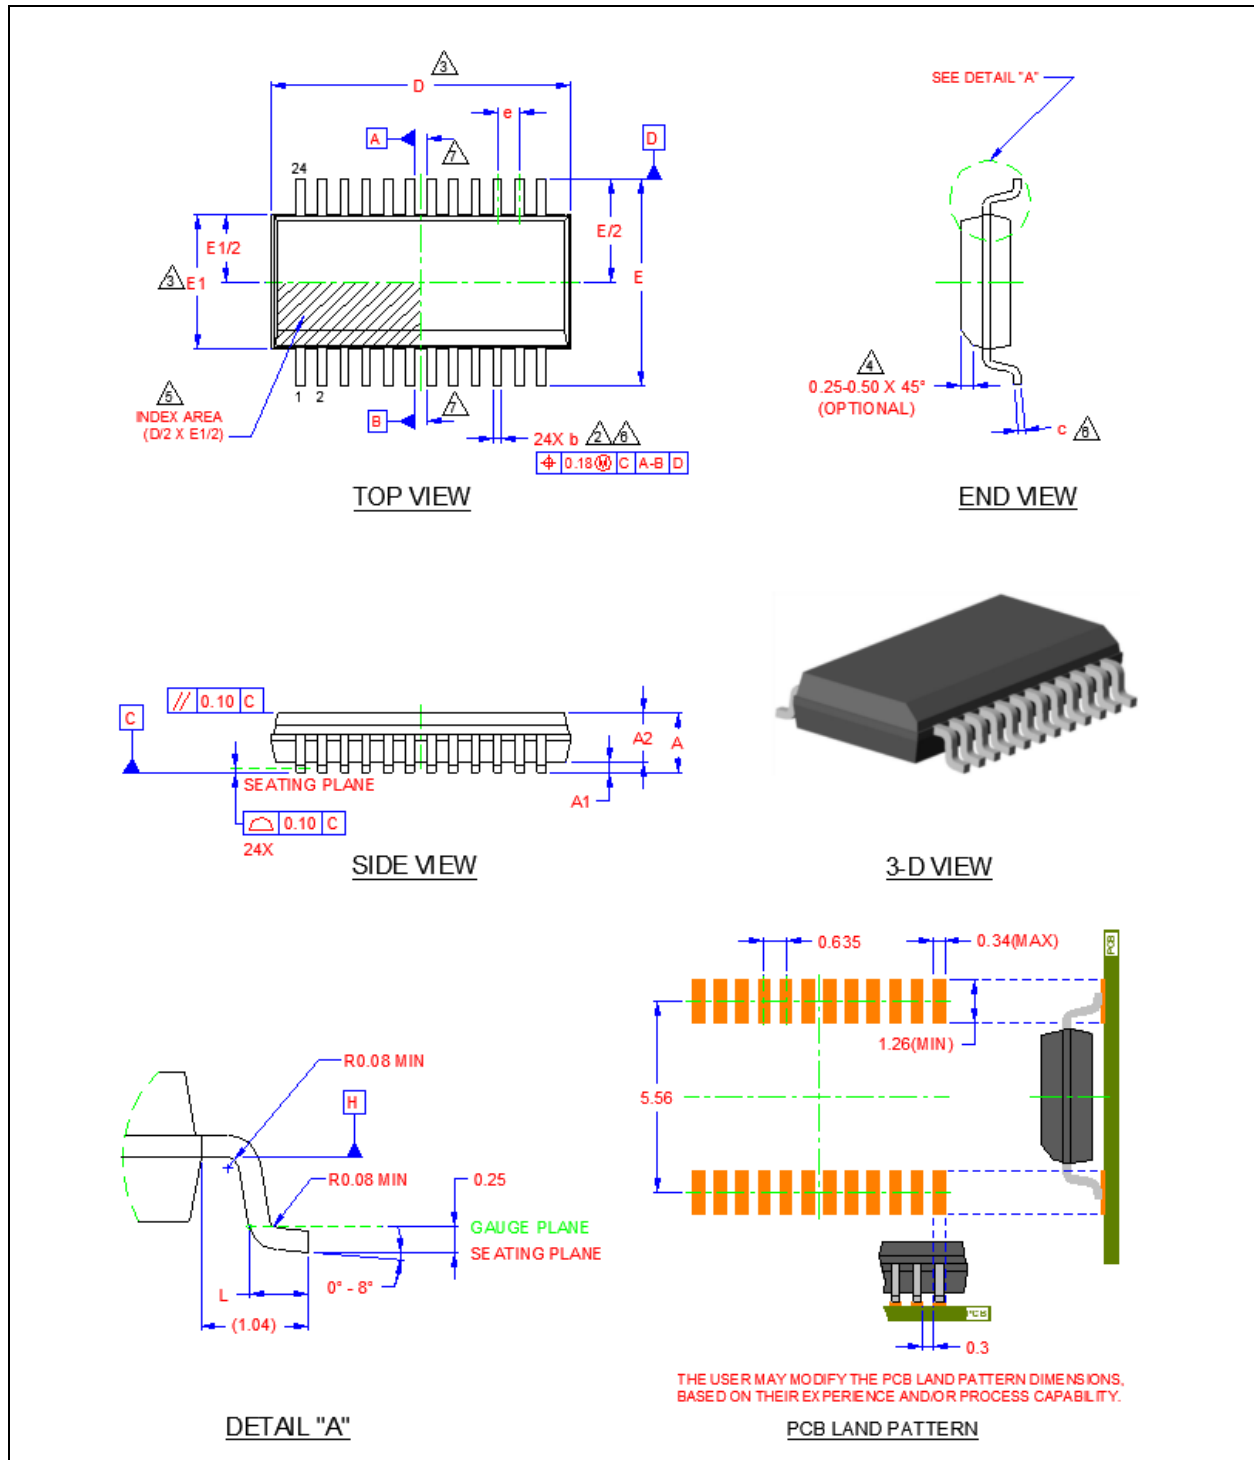 3
D
SEE DETAIL "A"
e
A
7
D
24
E1/2
E/2
3
E1
E
4
0.25-0.50 X 45°
(OPTIONAL)
5
1 2
INDEX AREA
(D/2 X E1/2)
B
7
24X b 2 6
0.18 M C A-B D
c 6
TOP VIEW
END VIEW
// 0.10 C
C
A2
A
SEATING PLANE
A1
0.10 C
24X
SIDE VIEW
3-D VIEW
0.635
0.34(MAX)
PCB
1.26(MIN)
5.56
R0.08 MIN
H
R0.08 MIN
0.25
GAUGE PLANE
SEATING PLANE
0° - 8°
L
(1.04)
PCB
0.3
THE USER MAY MODIFY THE PCB LAND PATTERN DIMENSIONS,
BASED ON THEIR EXPERIENCE AND/OR PROCESS CAPABILITY.
DETAIL "A"
PCB LAND PATTERN